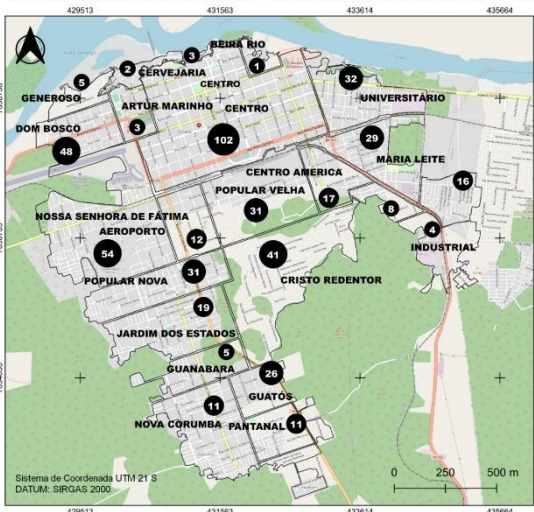 429513 431563 433614 435664
BEIRA RIO
3
2
1
CERVEJARIA
5
CENTRO
32
GENEROSO
ARTUR MARINHO
CENTRO
UNIVERSITÁRIO
DOM BOSCO
3
102
29
48
MARIA LEITE
CENTRO AMERICA
16
POPULAR VELHA
17
NOSSA SENHORA DE FÁTIMA
31
8
AEROPORTO
12
4
54
41
INDUSTRIAL
POPULAR NOVA
31
CRISTO REDENTOR
19
JARDIM DOS ESTADOS
5
GUANABARA
26
GUATÓS
11
NOVA CORUMBA
PANTANAL
11
Sistema de Coordenada UTM 21 S
DATUM: SIRGAS 2000
0 250 500 m
429513 431563 433614 435664